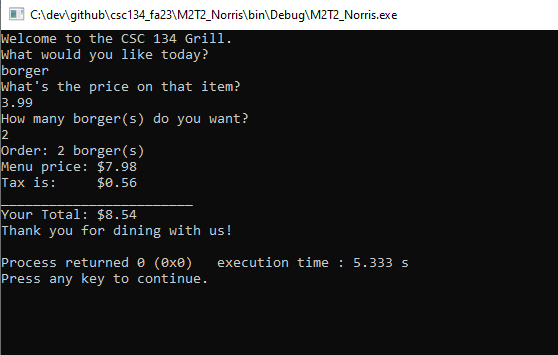 C:\dev\github\csc134_fa23\M2T2_Norris\bin\Debug\M2T2_Norris.exe
Welcome to the CSC 134 Grill.
What would you like today?
borger
What's the price on that item?
3.99
How many borger(s) do you want?
2
Order: 2 borger(s)
Menu price: $7.98
Tax is:     $0.56
________________________
Your Total: $8.54
Thank you for dining with us!
Process returned 0 (0x0)   execution time : 5.333 s
Press any key to continue.